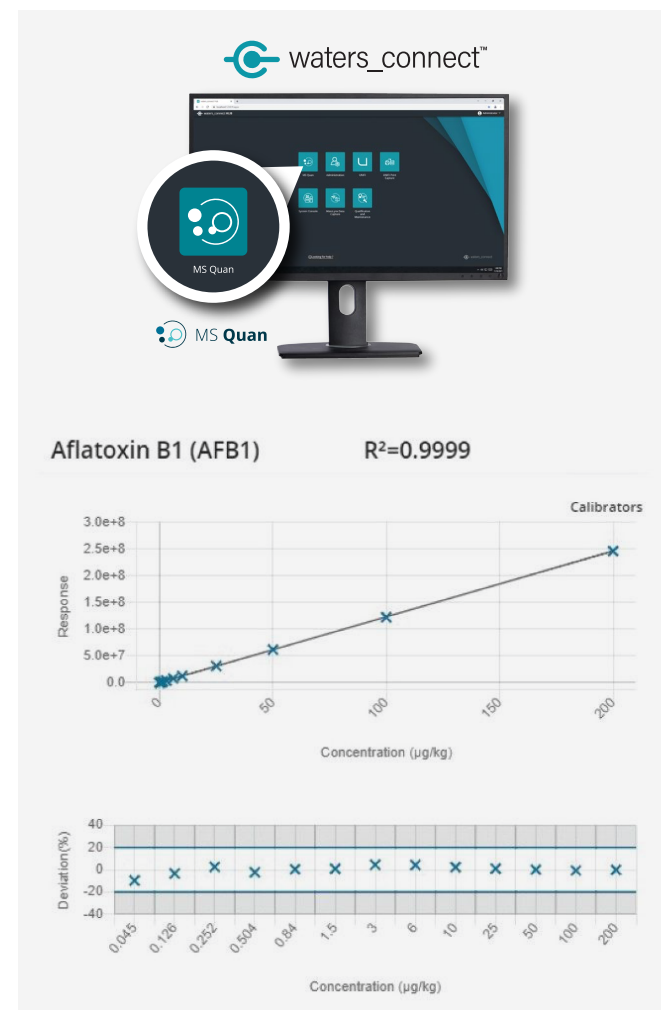 waters_connect™
MS Quan
MS Quan
Aflatoxin B1 (AFB1) R²=0.9999
Calibrators
3.0e+8
2.5e+8
2.0e+8
1.5e+8
1.0e+8
5.0e+7
0.0
Response
0 50 100 150 200
Concentration (µg/kg)
40
20
0
-20
-40
Deviation(%)
0.045 0.126 0.252 0.504 0.84 1.5 3 6 10 25 50 100 200
Concentration (µg/kg)